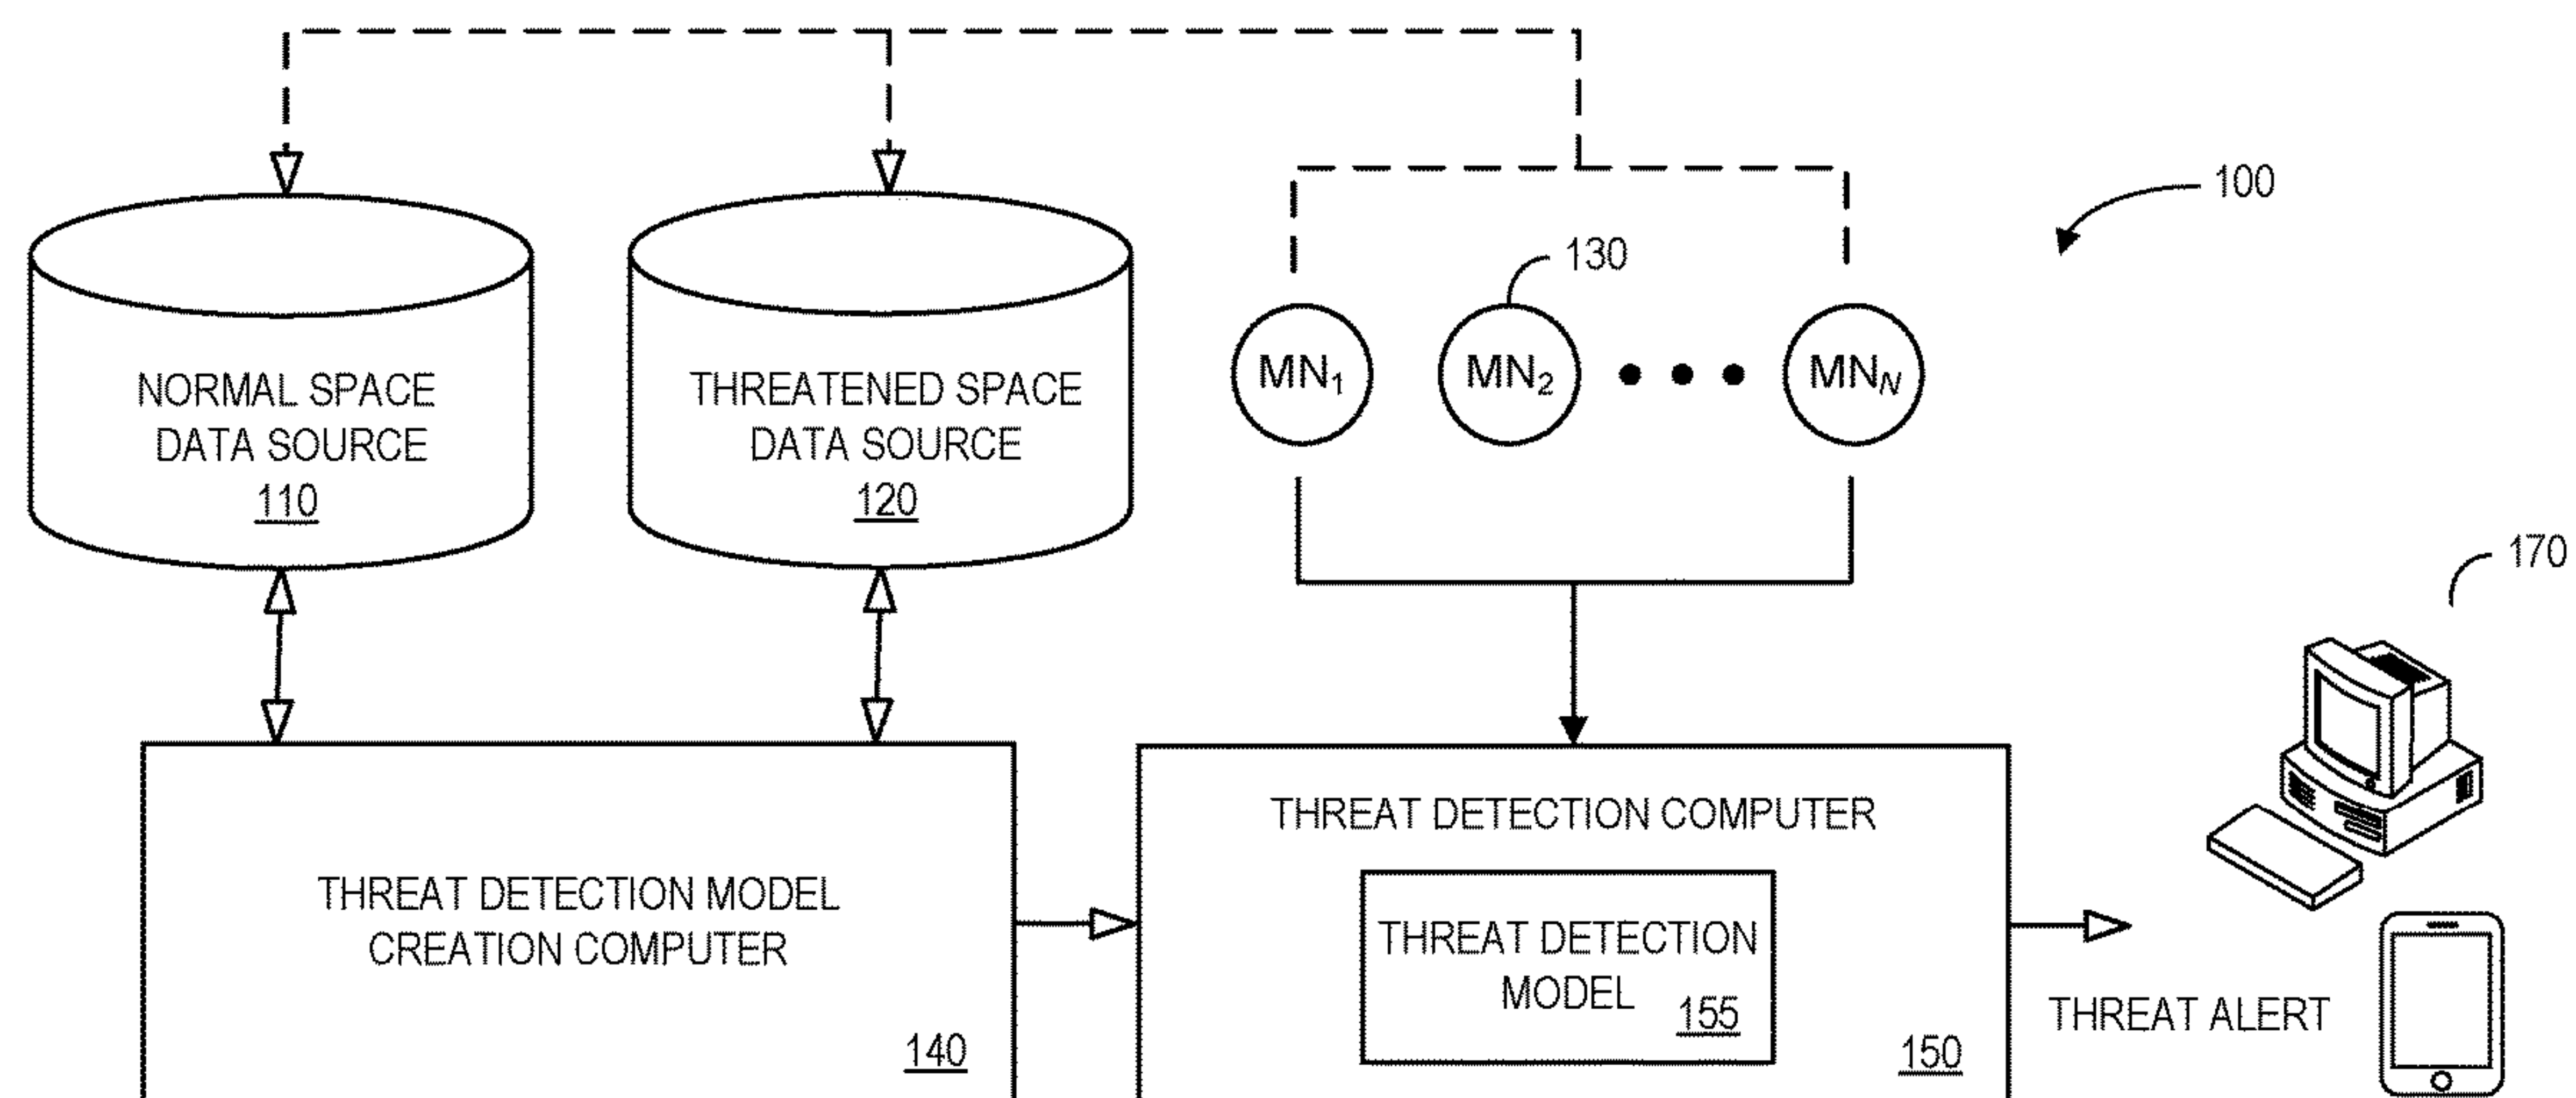 100
130
NORMAL SPACE
DATA SOURCE
110
THREATENED SPACE
DATA SOURCE
120
MN₁
MN₂
MN_N
170
THREAT DETECTION MODEL
CREATION COMPUTER
140
THREAT DETECTION COMPUTER
THREAT DETECTION
MODEL
155
150
THREAT ALERT